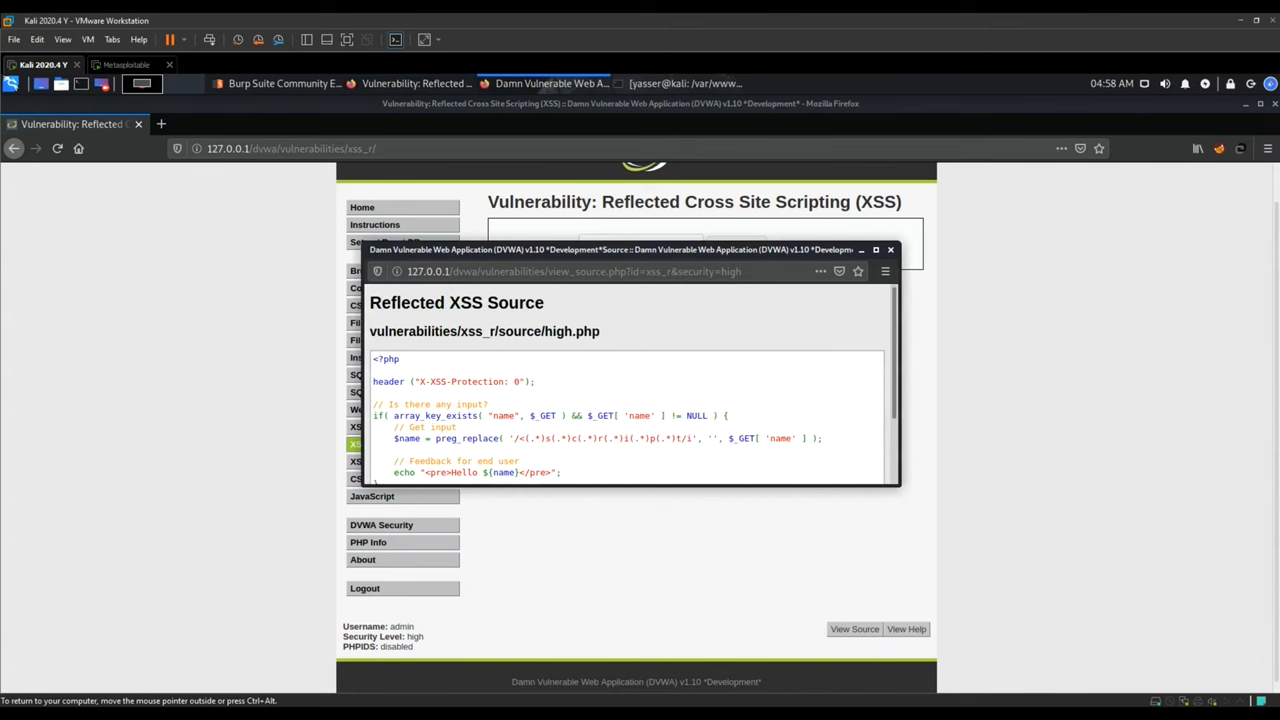 Kali 2020.4 Y - VMware Workstation
File Edit View VM Tabs Help
Kali 2020.4 Y
Metasploitable
Burp Suite Community E... Vulnerability: Reflected ... Damn Vulnerable Web A... [yasser@kali: /var/www... 04:58 AM
Vulnerability: Reflected Cross Site Scripting (XSS) :: Damn Vulnerable Web Application (DVWA) v1.10 *Development* - Mozilla Firefox
Vulnerability: Reflected
127.0.0.1/dvwa/vulnerabilities/xss_r/
Vulnerability: Reflected Cross Site Scripting (XSS)
Home
Instructions
Damn Vulnerable Web Application (DVWA) v1.10 *Development*Source :: Damn Vulnerable Web Application (DVWA) v1.10 *Developm
127.0.0.1/dvwa/vulnerabilities/view_source.php?id=xss_r&security=high
Reflected XSS Source
vulnerabilities/xss_r/source/high.php
<?php
header ("X-XSS-Protection: 0");
// Is there any input?
if( array_key_exists( "name", $_GET ) && $_GET[ 'name' ] != NULL ) {
// Get input
$name = preg_replace( '/<(.*)s(.*)c(.*)r(.*)i(.*)p(.*)t/i', '', $_GET[ 'name' ] );
// Feedback for end user
echo "<pre>Hello ${name}</pre>";
JavaScript
DVWA Security
PHP Info
About
Logout
Username: admin
Security Level: high
PHPIDS: disabled
View Source View Help
Damn Vulnerable Web Application (DVWA) v1.10 *Development*
To return to your computer, move the mouse pointer outside or press Ctrl+Alt.